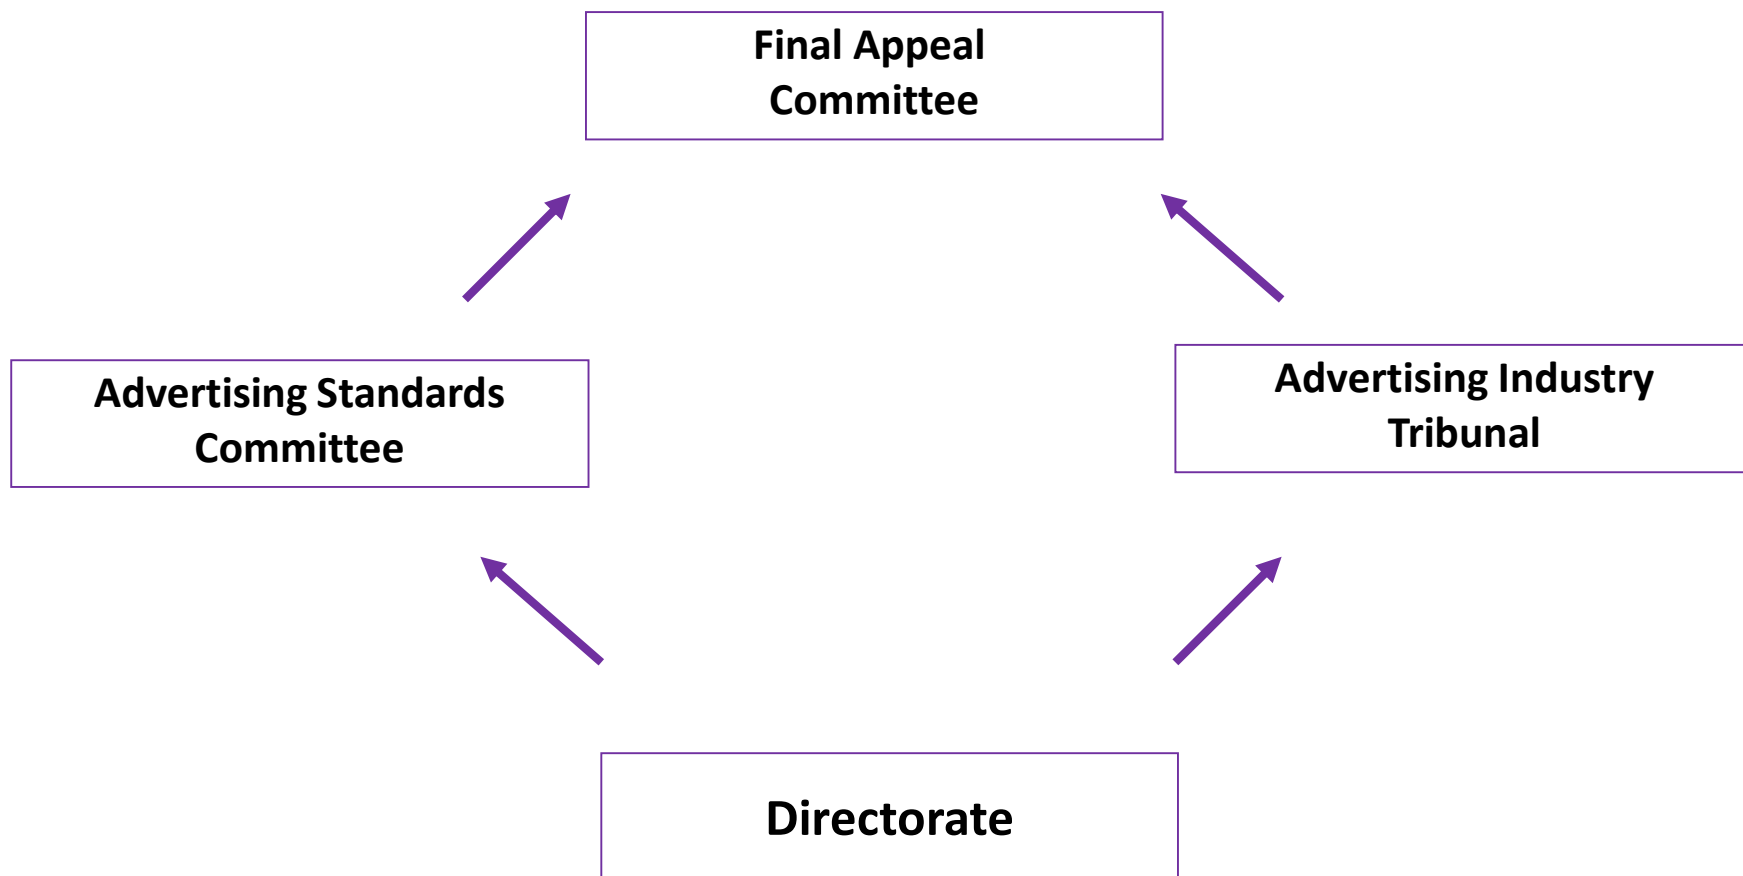 Final Appeal
Committee
Advertising Standards
Committee
Advertising Industry
Tribunal
Directorate